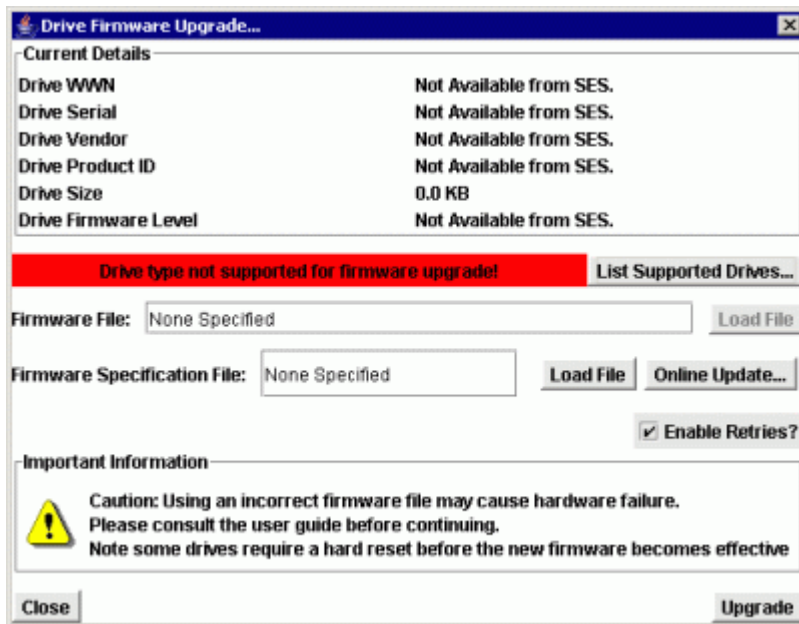 Drive Firmware Upgrade...
Current Details
Drive WWN Not Available from SES.
Drive Serial Not Available from SES.
Drive Vendor Not Available from SES.
Drive Product ID Not Available from SES.
Drive Size 0.0 KB
Drive Firmware Level Not Available from SES.
Drive type not supported for firmware upgrade! List Supported Drives...
Firmware File: None Specified Load File
Firmware Specification File: None Specified Load File Online Update...
Enable Retries?
Important Information
Caution: Using an incorrect firmware file may cause hardware failure.
Please consult the user guide before continuing.
Note some drives require a hard reset before the new firmware becomes effective
Close Upgrade